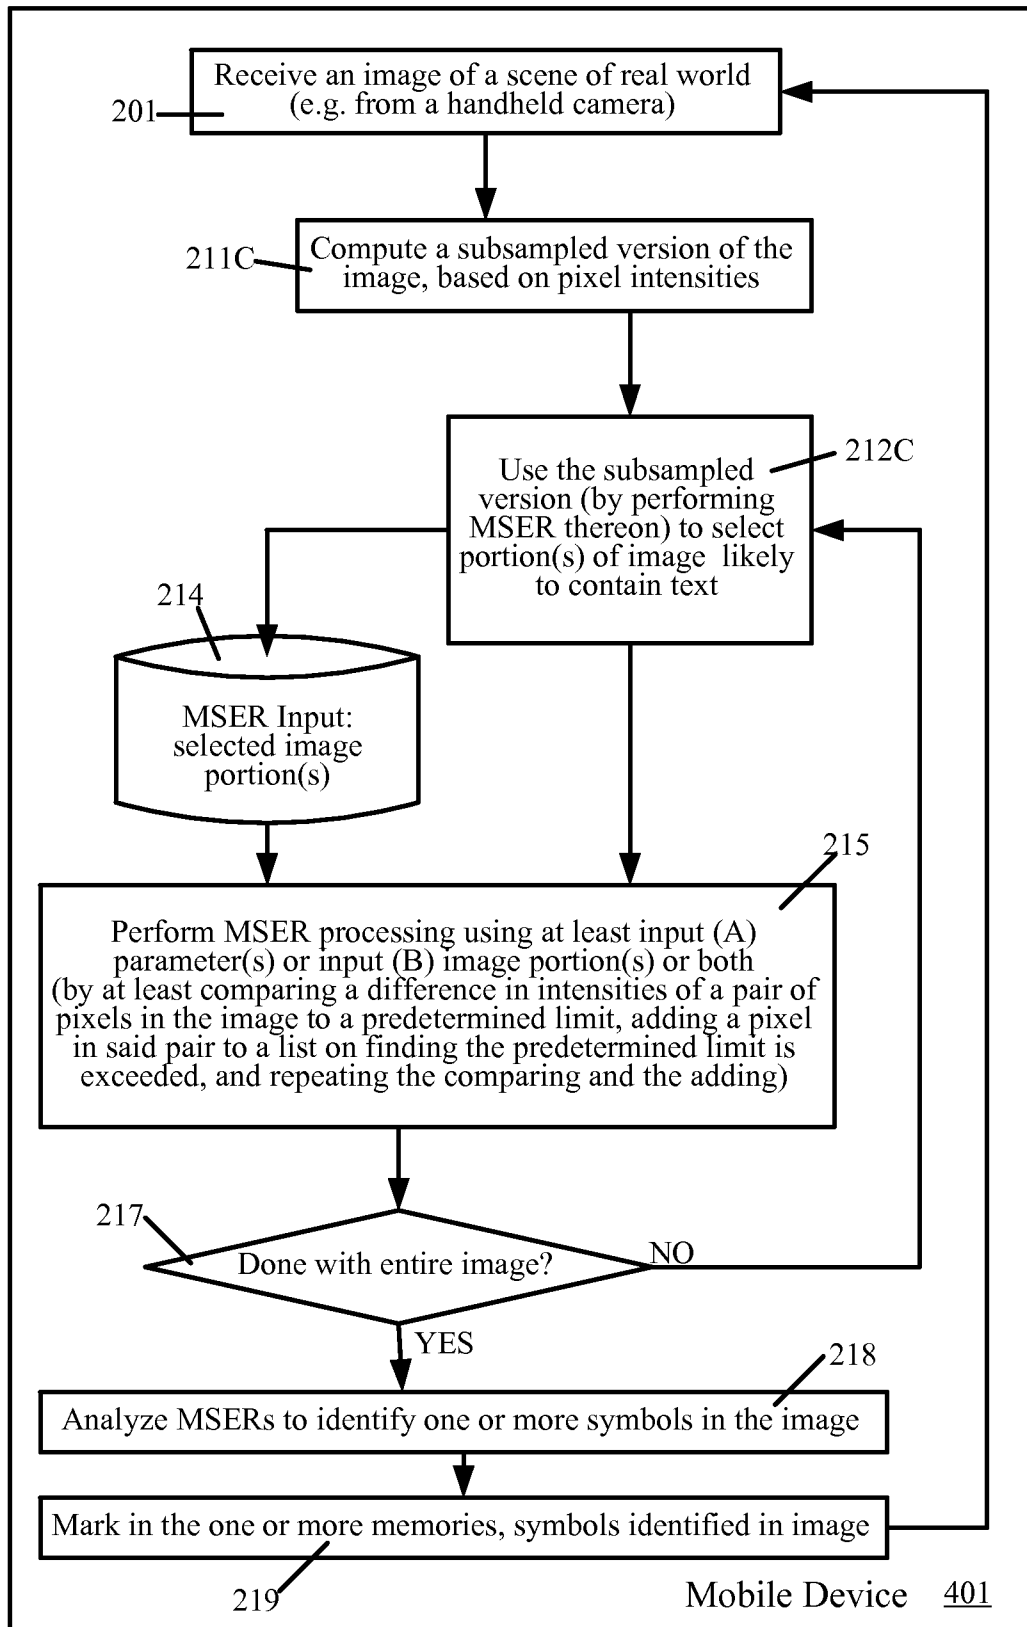 Receive an image of a scene of real world
(e.g. from a handheld camera)
201
Compute a subsampled version of the
image, based on pixel intensities
211C
Use the subsampled
version (by performing
MSER thereon) to select
portion(s) of image likely
to contain text
212C
214
MSER Input:
selected image
portion(s)
215
Perform MSER processing using at least input (A)
parameter(s) or input (B) image portion(s) or both
(by at least comparing a difference in intensities of a pair of
pixels in the image to a predetermined limit, adding a pixel
in said pair to a list on finding the predetermined limit is
exceeded, and repeating the comparing and the adding)
217
Done with entire image?
NO
YES
218
Analyze MSERs to identify one or more symbols in the image
Mark in the one or more memories, symbols identified in image
219
Mobile Device 401